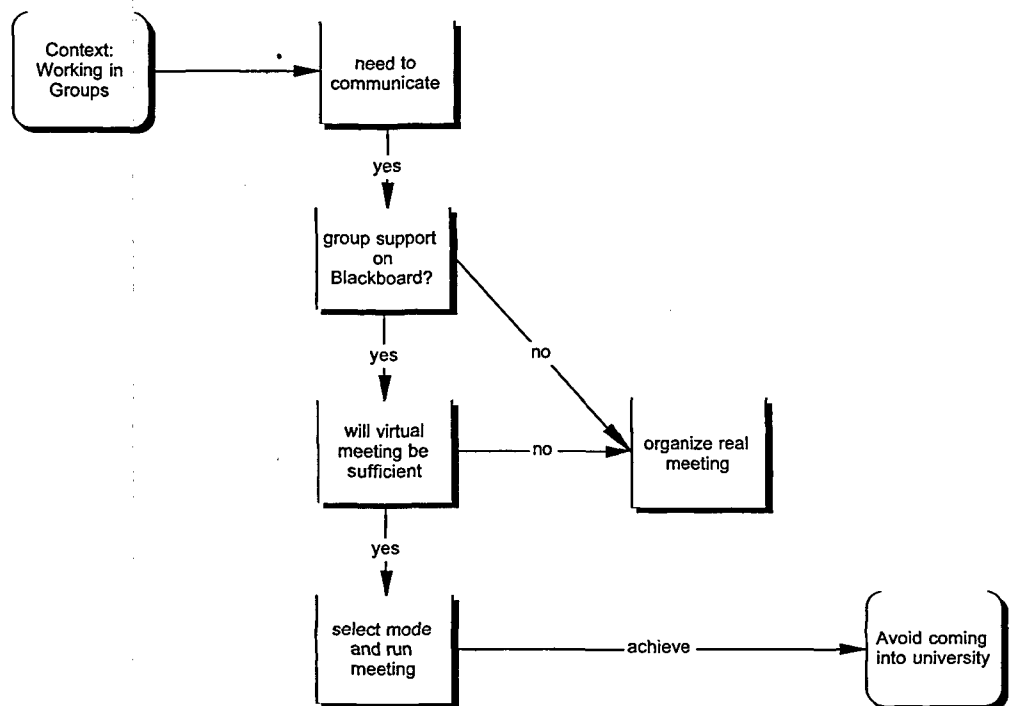 Context:
Working in
Groups
need to
communicate
yes
group support
on
Blackboard?
no
yes
will virtual
meeting be
sufficient
no
organize real
meeting
yes
select mode
and run
meeting
achieve
Avoid coming
into university